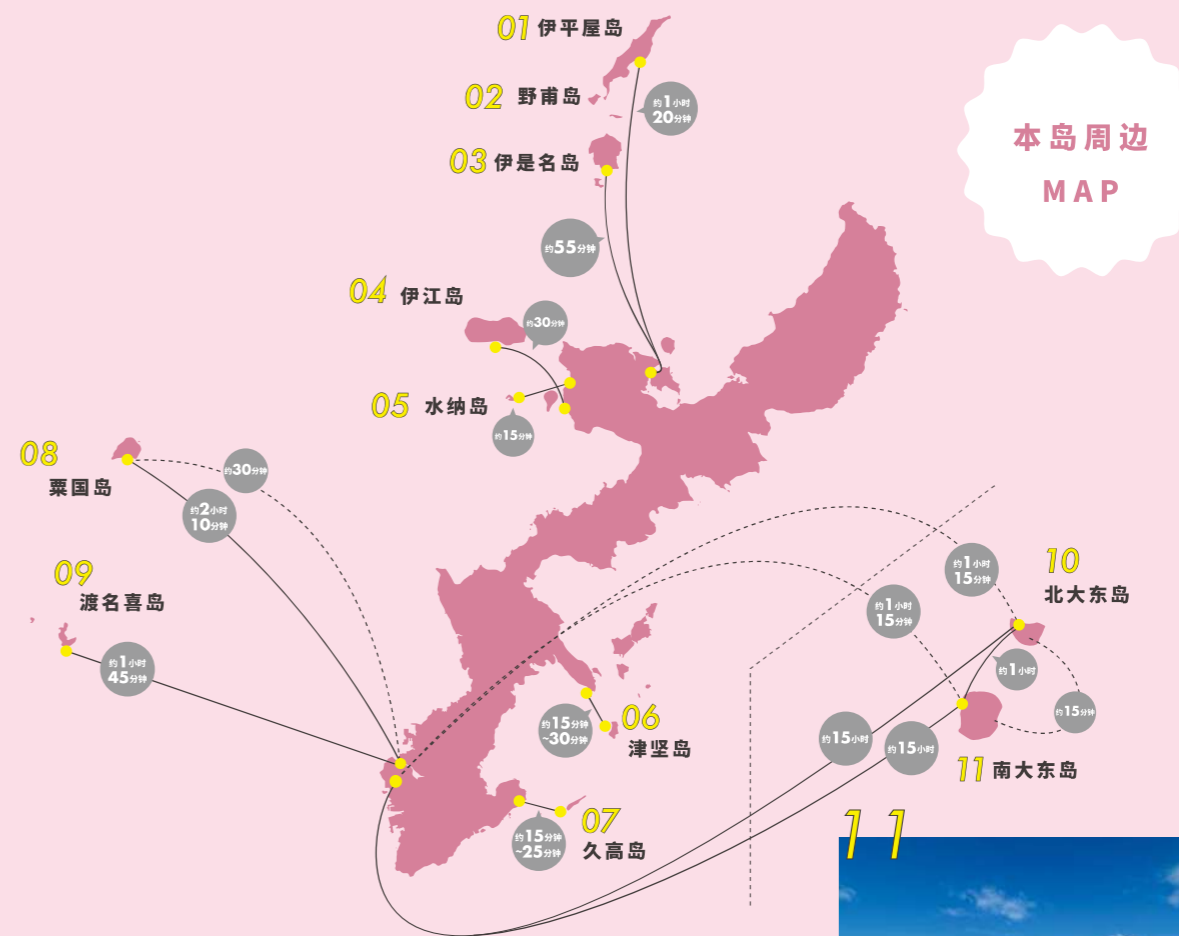 01 伊平屋岛
02 野甫岛
约1小时
20分钟
本岛周边
MAP
03 伊是名岛
约55分钟
04 伊江岛
约30分钟
05 水纳岛
约15分钟
08
粟国岛
约30分钟
约2小时
10分钟
09
渡名喜岛
约1小时
45分钟
约1小时
15分钟
10
北大东岛
约1小时
15分钟
约1小时
约15分钟
06
津坚岛
约15分钟
~30分钟
约15小时
约15小时
11 南大东岛
07
久高岛
约15分钟
~25分钟
11